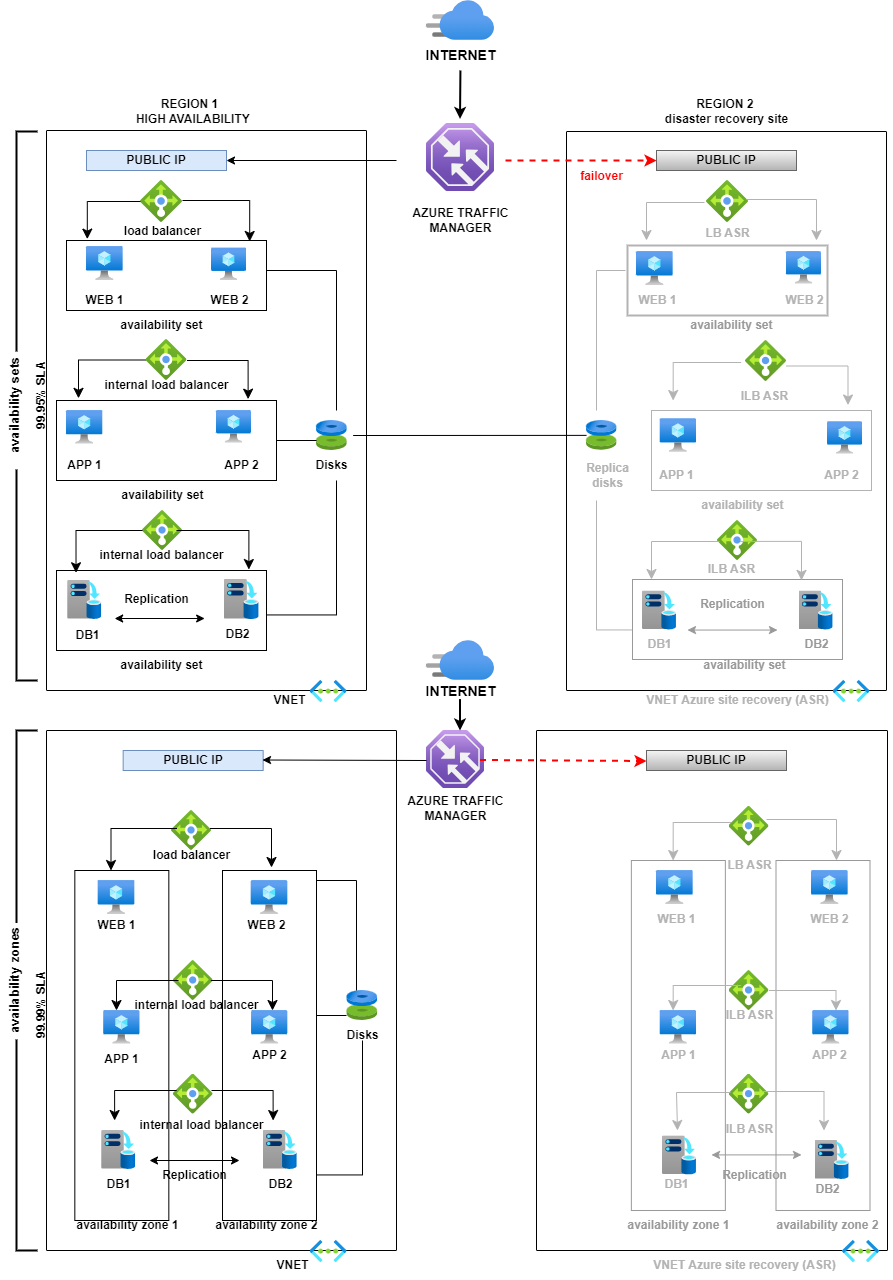 INTERNET
REGION 1
HIGH AVAILABILITY
REGION 2
disaster recovery site
PUBLIC IP
failover
PUBLIC IP
AZURE TRAFFIC
MANAGER
load balancer
LB ASR
WEB 1
WEB 2
WEB 1
WEB 2
availability set
availability set
internal load balancer
ILB ASR
availability sets
99.95% SLA
APP 1
APP 2
Disks
Replica
disks
APP 1
APP 2
availability set
availability set
internal load balancer
ILB ASR
Replication
Replication
DB1
DB2
DB1
DB2
availability set
availability set
INTERNET
VNET
VNET Azure site recovery (ASR)
PUBLIC IP
PUBLIC IP
AZURE TRAFFIC
MANAGER
load balancer
LB ASR
WEB 1
WEB 2
WEB 1
WEB 2
availability zones
99.99% SLA
internal load balancer
ILB ASR
Disks
APP 1
APP 2
APP 1
APP 2
internal load balancer
ILB ASR
Replication
Replication
DB1
DB2
DB1
DB2
availability zone 1
availability zone 2
availability zone 1
availability zone 2
VNET
VNET Azure site recovery (ASR)